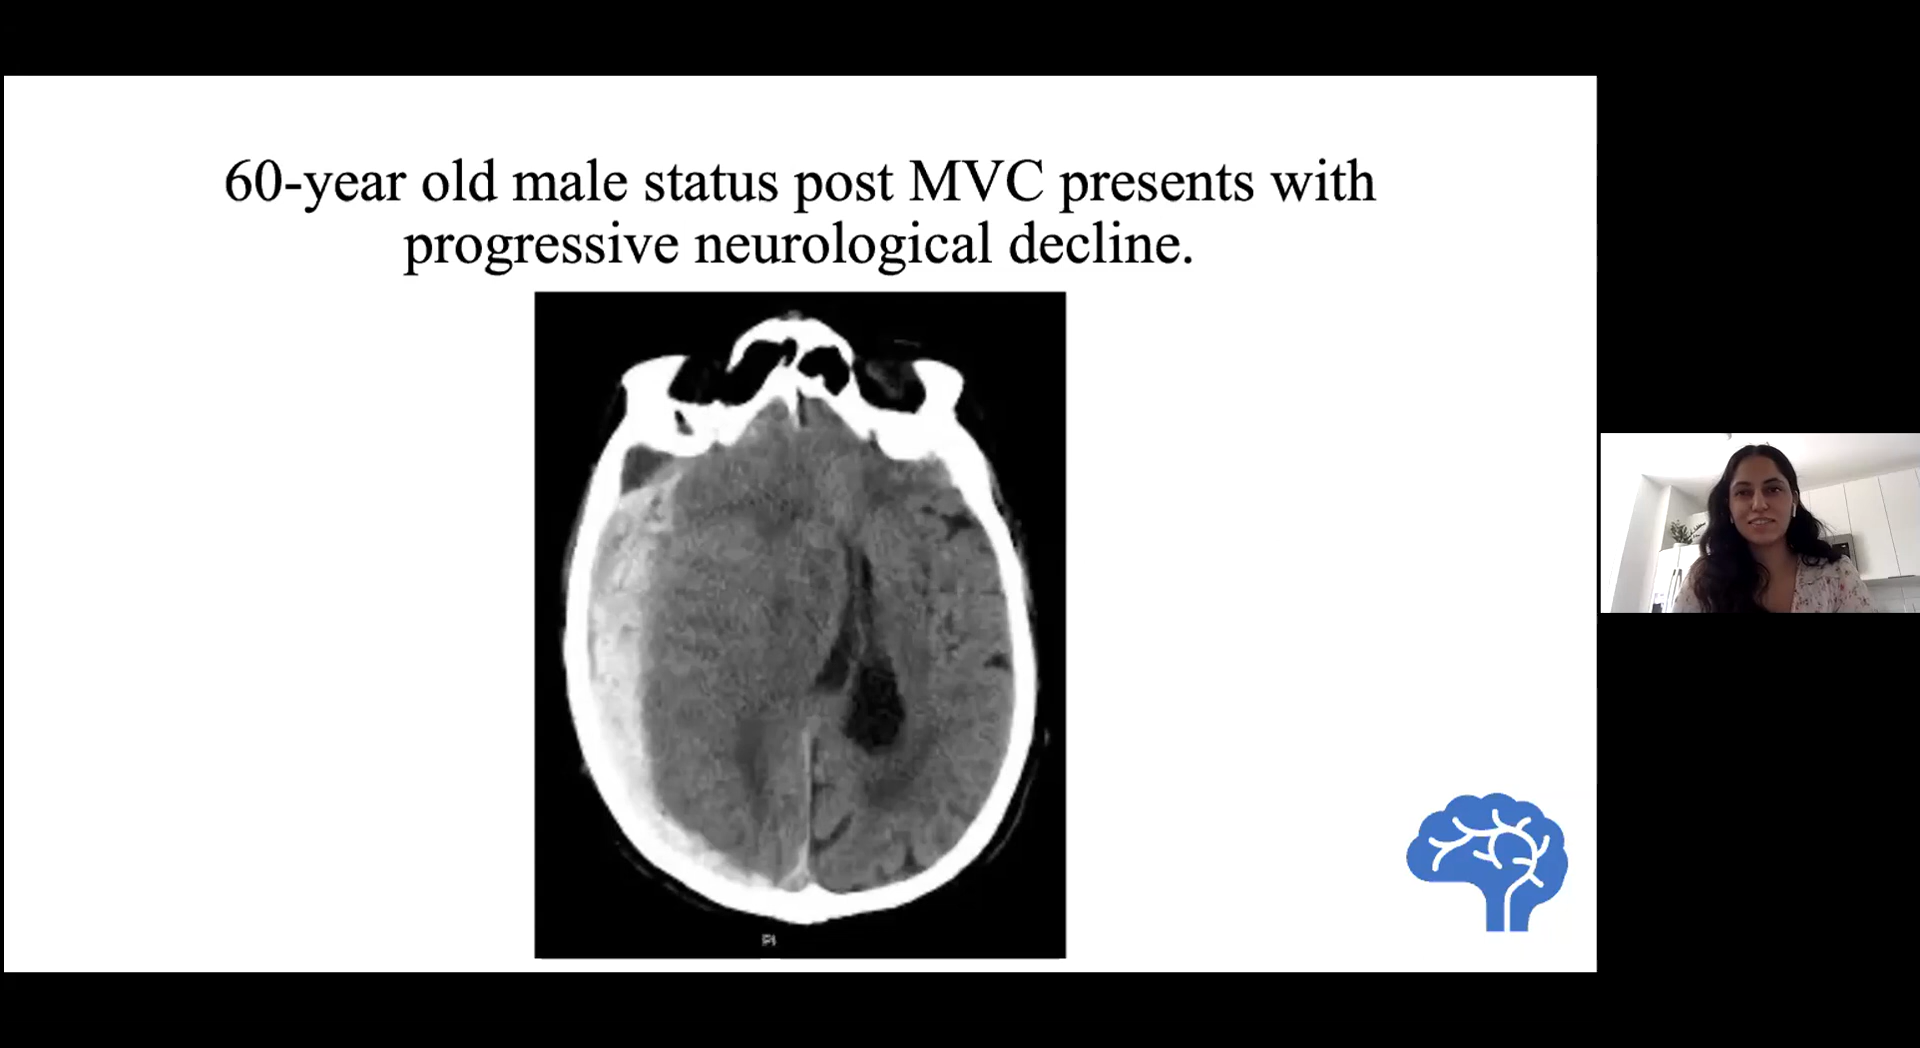 60-year old male status post MVC presents with
progressive neurological decline.